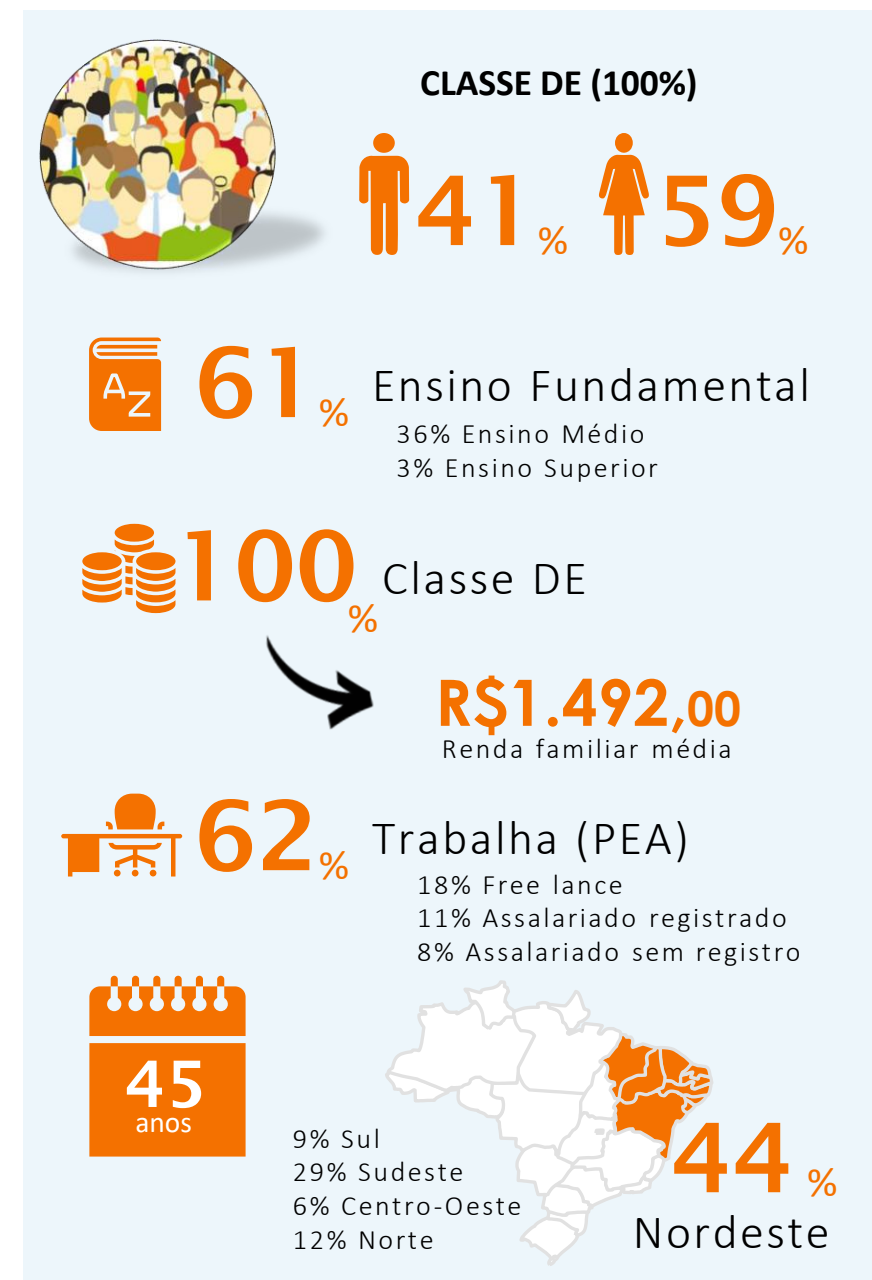 CLASSE DE (100%)
41% 59%
AZ
61% Ensino Fundamental
36% Ensino Médio
3% Ensino Superior
100% Classe DE
R$1.492,00
Renda familiar média
62% Trabalha (PEA)
18% Free lance
11% Assalariado registrado
8% Assalariado sem registro
45
anos
9% Sul
29% Sudeste
6% Centro-Oeste
12% Norte
44%
Nordeste